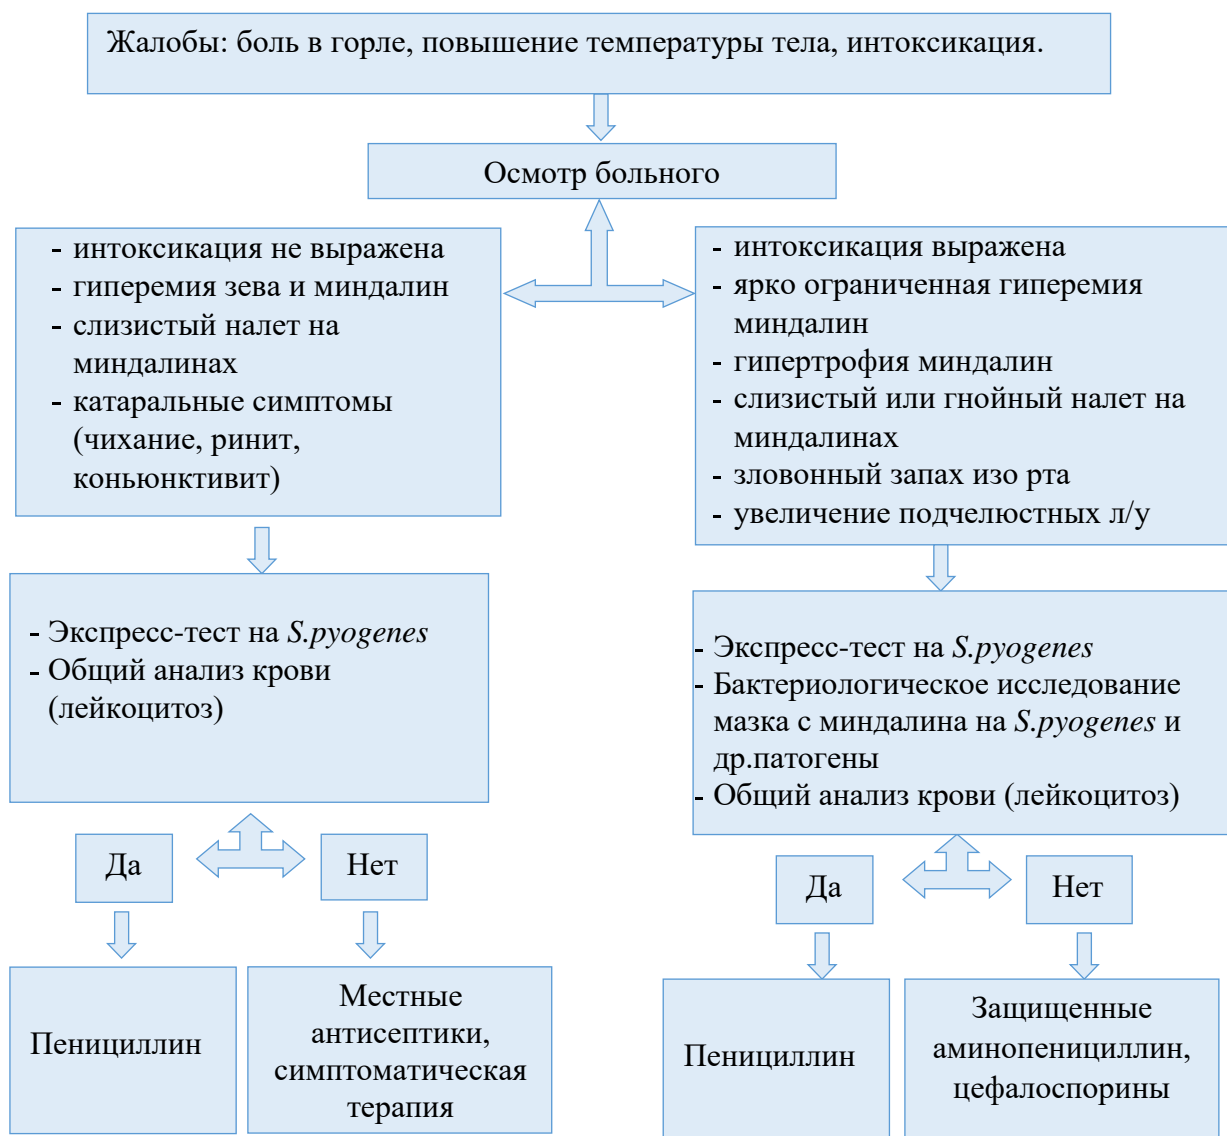 Жалобы: боль в горле, повышение температуры тела, интоксикация.
Осмотр больного
- интоксикация не выражена
- гиперемия зева и миндалин
- слизистый налет на
миндалинах
- катаральные симптомы
(чихание, ринит,
коньюнктивит)
- интоксикация выражена
- ярко ограниченная гиперемия
миндалин
- гипертрофия миндалин
- слизистый или гнойный налет на
миндалинах
- зловонный запах изо рта
- увеличение подчелюстных л/у
- Экспресс-тест на S.pyogenes
- Общий анализ крови
(лейкоцитоз)
- Экспресс-тест на S.pyogenes
- Бактериологическое исследование
мазка с миндалина на S.pyogenes и
др.патогены
- Общий анализ крови (лейкоцитоз)
Да
Нет
Да
Нет
Пенициллин
Местные
антисептики,
симптоматическая
терапия
Пенициллин
Защищенные
аминопенициллин,
цефалоспорины